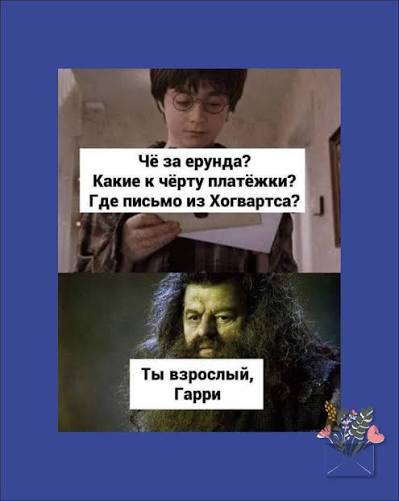 Чё за ерунда?
Какие к чёрту платёжки?
Где письмо из Хогвартса?
Ты взрослый,
Гарри